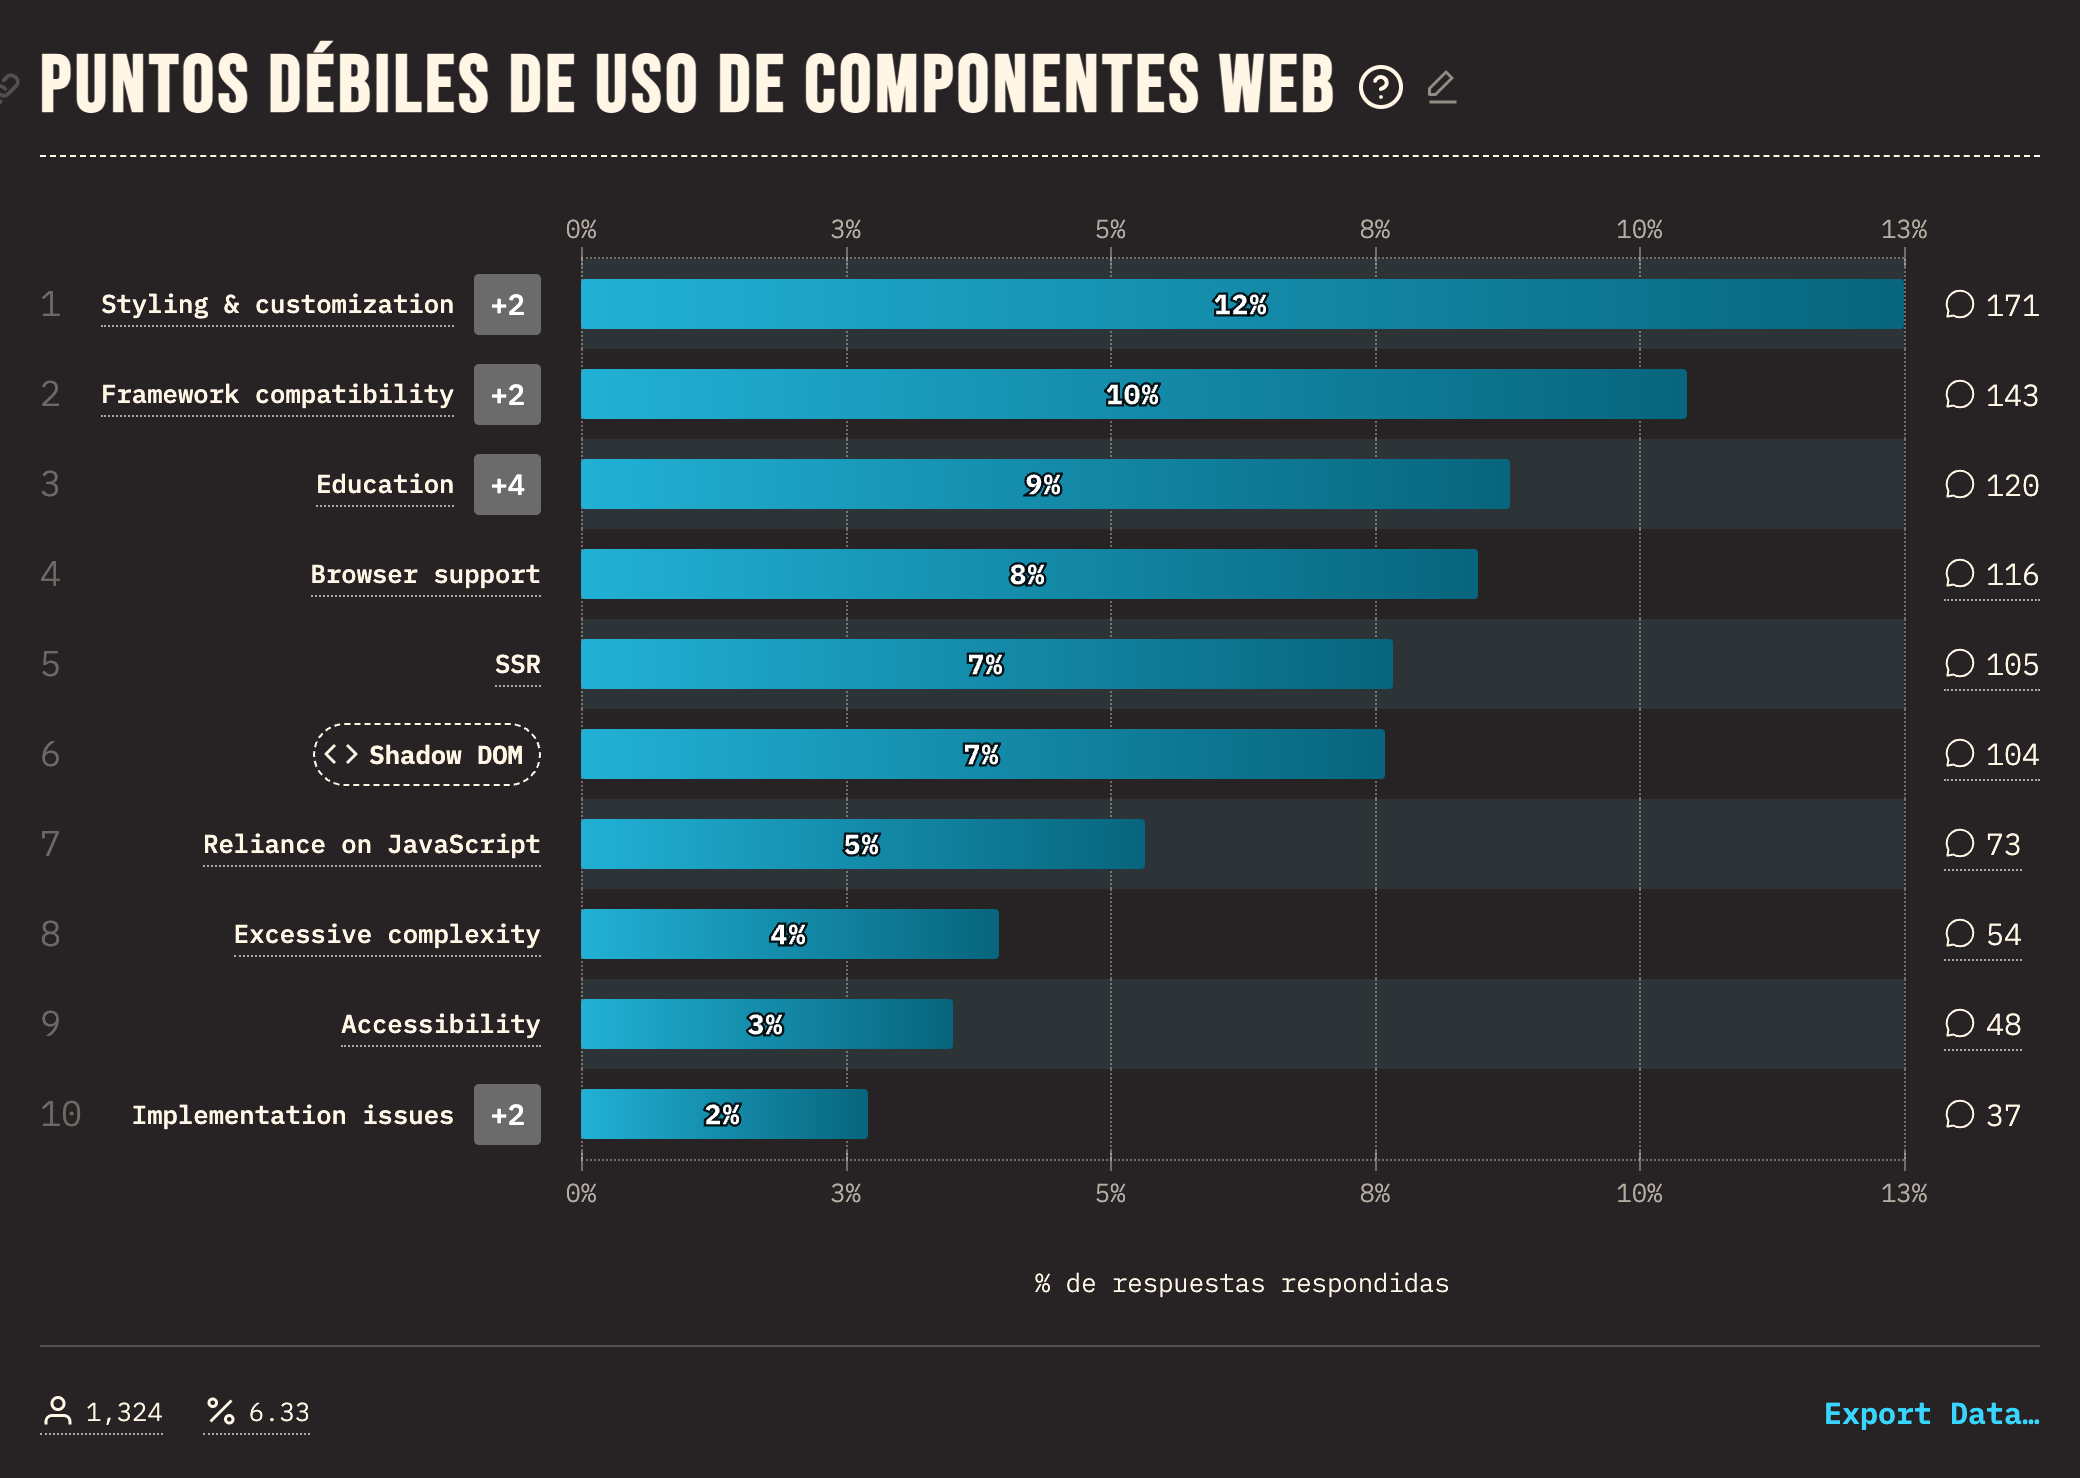 PUNTOS DÉBILES DE USO DE COMPONENTES WEB
0% 3% 5% 8% 10% 13%
1 Styling & customization +2 12% 171
2 Framework compatibility +2 10% 143
3 Education +4 9% 120
4 Browser support 8% 116
5 SSR 7% 105
6 <> Shadow DOM 7% 104
7 Reliance on JavaScript 5% 73
8 Excessive complexity 4% 54
9 Accessibility 3% 48
10 Implementation issues +2 2% 37
0% 3% 5% 8% 10% 13%
% de respuestas respondidas
1,324 % 6.33 Export Data…